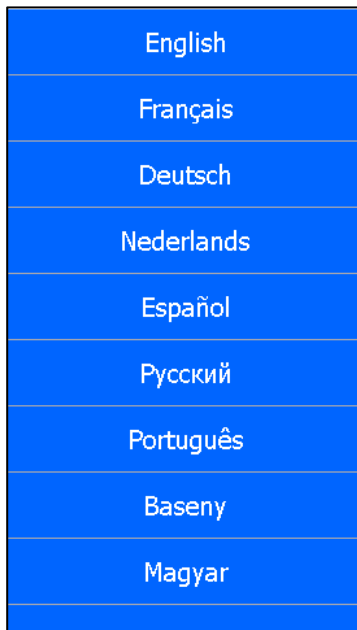 English
Français
Deutsch
Nederlands
Español
Русский
Português
Baseny
Magyar